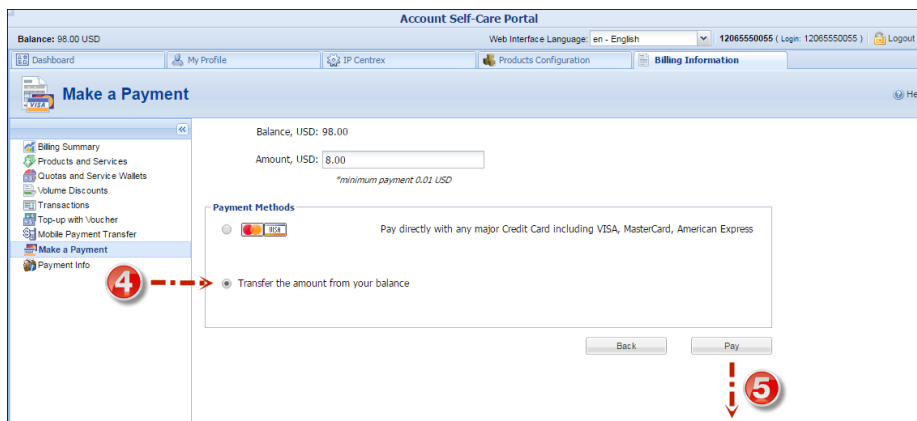 Account Self-Care Portal
Balance: 98.00 USD Web Interface Language: en - English 12065550055 ( Login: 12065550055 ) Logout
Dashboard My Profile IP Centrex Products Configuration Billing Information
VISA Make a Payment He
Billing Summary
Products and Services
Quotas and Service Wallets
Volume Discounts
Transactions
Top-up with Voucher
Mobile Payment Transfer
Make a Payment
Payment Info
Balance, USD: 98.00
Amount, USD: 8.00
*minimum payment 0.01 USD
Payment Methods
VISA Pay directly with any major Credit Card including VISA, MasterCard, American Express
4 Transfer the amount from your balance
Back Pay
5